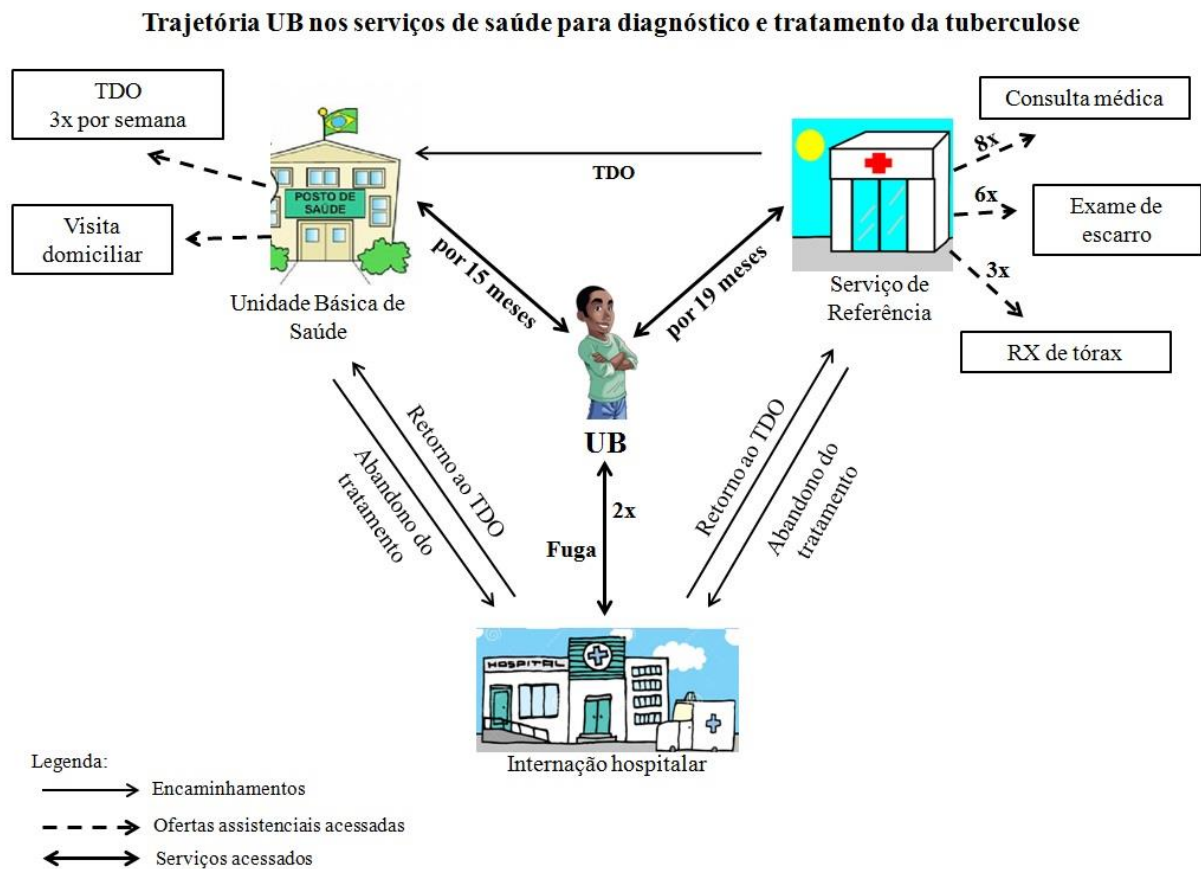 Trajetória UB nos serviços de saúde para diagnóstico e tratamento da tuberculose
TDO
3x por semana
Visita
domiciliar
POSTO DE
SAÚDE
Unidade Básica de
Saúde
TDO
por 15 meses
por 19 meses
UB
Serviço de
Referência
8x
Consulta médica
6x
Exame de
escarro
3x
RX de tórax
Retorno ao TDO
Abandono do
tratamento
2x
Fuga
Retorno ao TDO
Abandono do
tratamento
HOSPITAL
Internação hospitalar
Legenda:
Encaminhamentos
Ofertas assistenciais acessadas
Serviços acessados